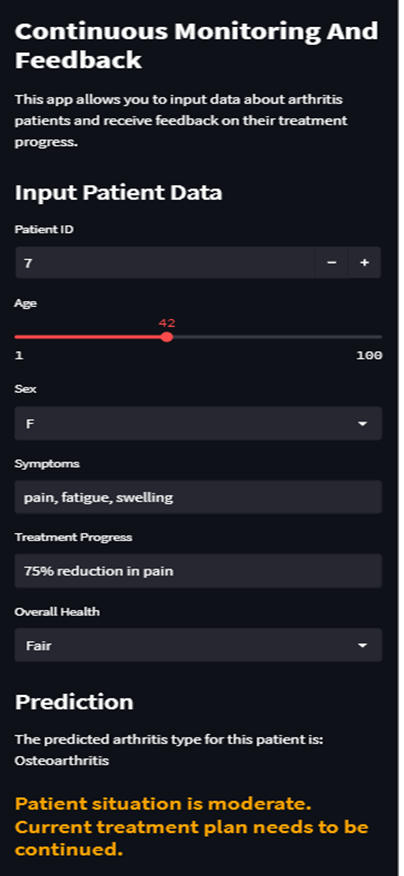 Continuous Monitoring And
Feedback
This app allows you to input data about arthritis
patients and receive feedback on their treatment
progress.
Input Patient Data
Patient ID
7 − +
Age
42
1 100
Sex
F
Symptoms
pain, fatigue, swelling
Treatment Progress
75% reduction in pain
Overall Health
Fair
Prediction
The predicted arthritis type for this patient is:
Osteoarthritis
Patient situation is moderate.
Current treatment plan needs to be
continued.